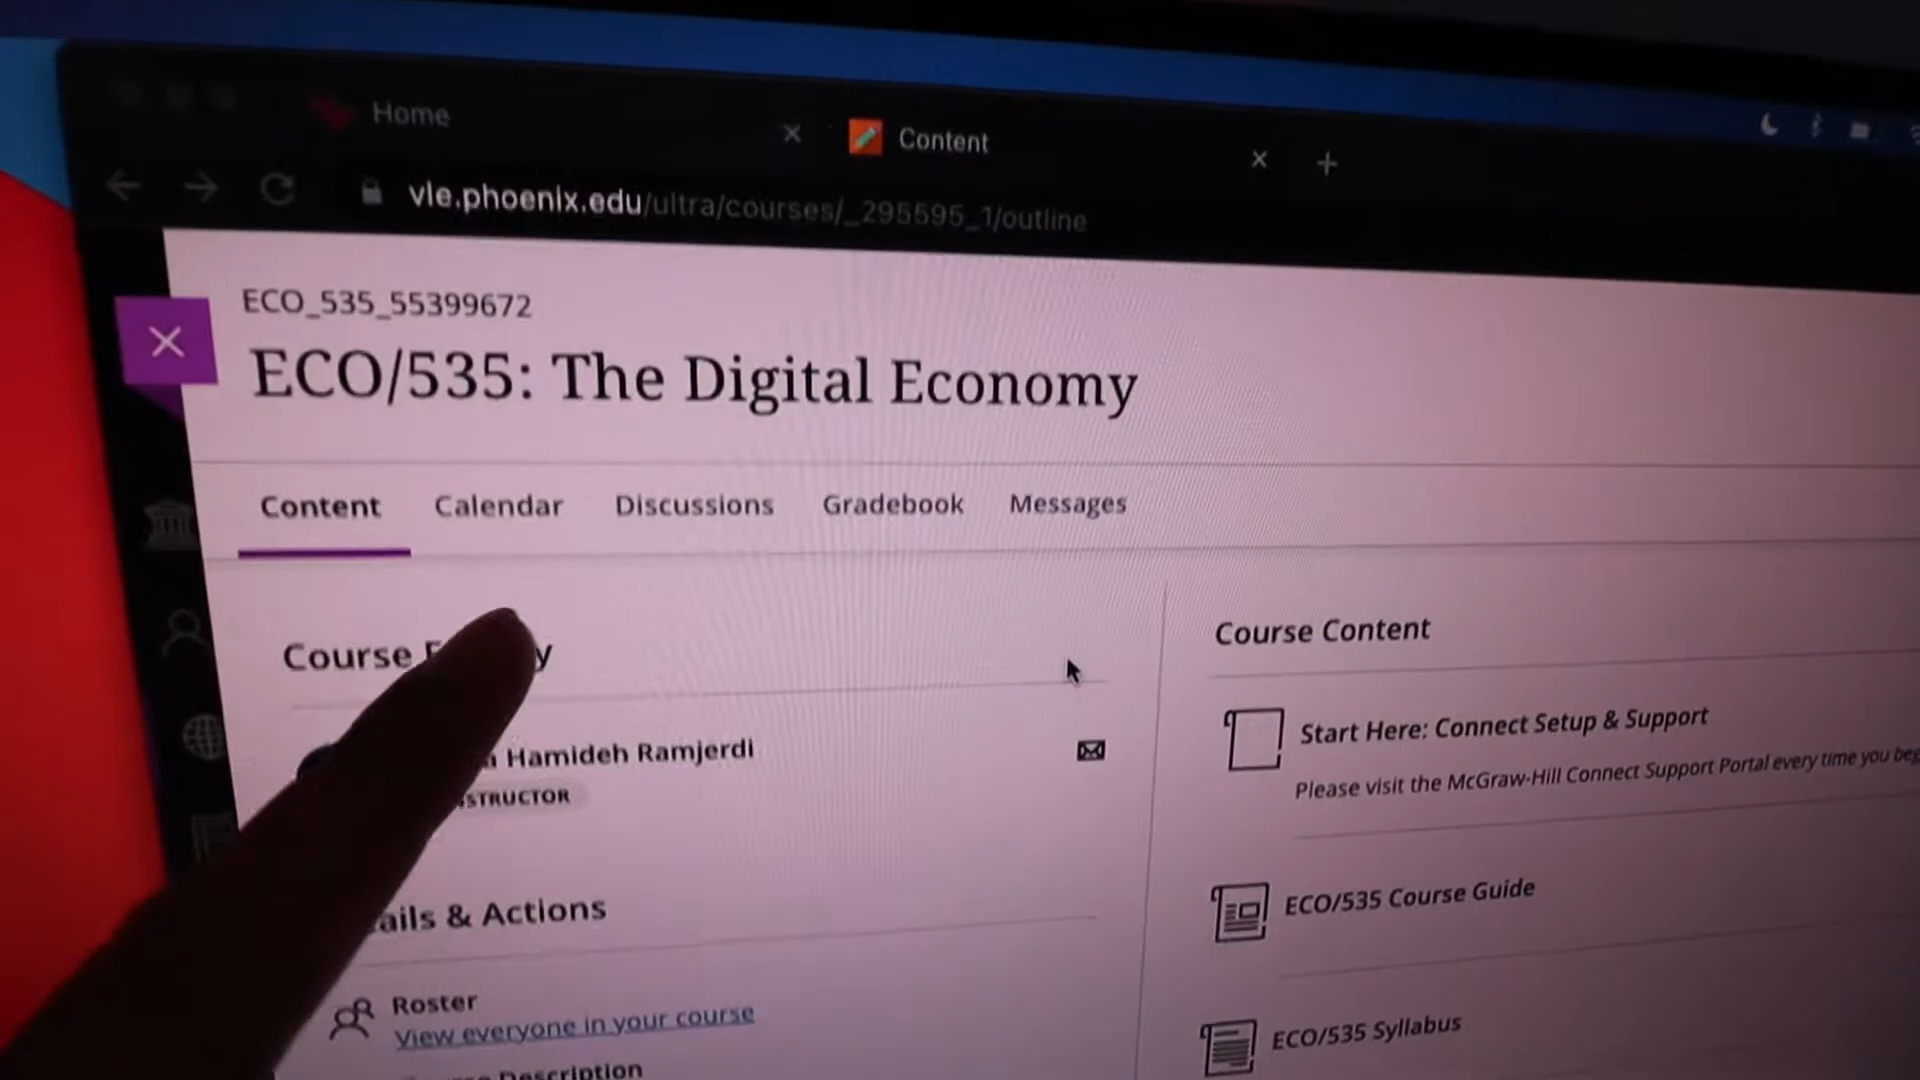 Home
Content
vle.phoenix.edu/ultra/courses/_295595_1/outline
ECO_535_55399672
ECO/535: The Digital Economy
Content Calendar Discussions Gradebook Messages
Course
Hamideh Ramjerdi
Course Content
Start Here: Connect Setup & Support
Please visit the McGraw-Hill Connect Support Portal every time you
ECO/535 Course Guide
& Actions
Roster
View everyone in your course
ECO/535 Syllabus
Description